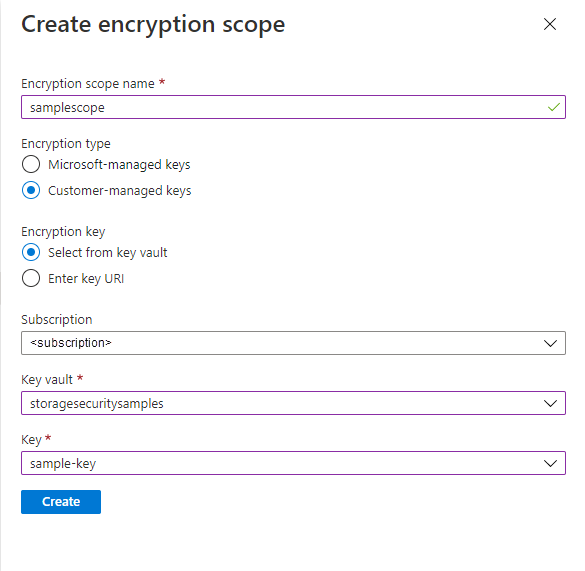 Create encryption scope
Encryption scope name *
samplescope
Encryption type
Microsoft-managed keys
Customer-managed keys
Encryption key
Select from key vault
Enter key URI
Subscription
<subscription>
Key vault *
storagesecuritysamples
Key *
sample-key
Create